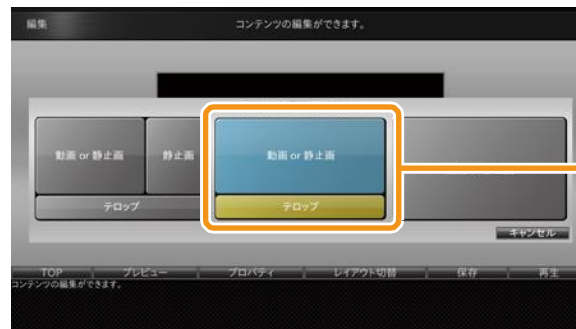 編集
コンテンツの編集ができます。
動画 or 静止画
静止画
動画 or 静止画
テロップ
テロップ
キャンセル
TOP
プレビュー
プロパティ
レイアウト切替
保存
再生
コンテンツの編集ができます。